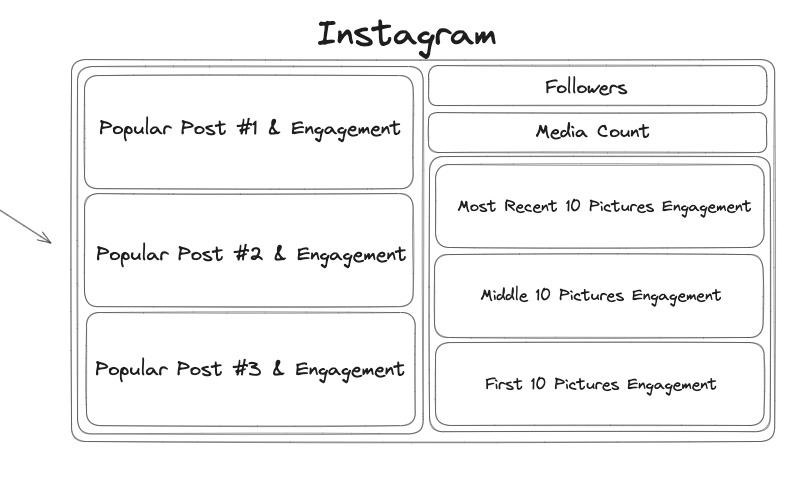 Instagram
Popular Post #1 & Engagement
Popular Post #2 & Engagement
Popular Post #3 & Engagement
Followers
Media Count
Most Recent 10 Pictures Engagement
Middle 10 Pictures Engagement
First 10 Pictures Engagement